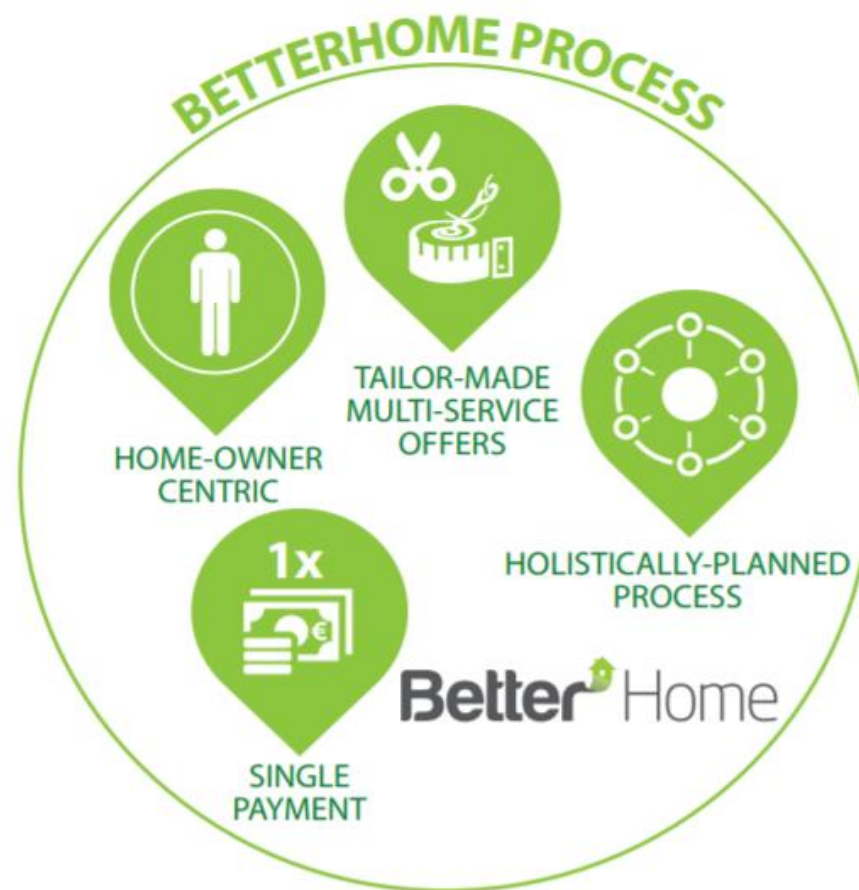 BETTERHOME PROCESS
TAILOR-MADE
MULTI-SERVICE
OFFERS
HOME-OWNER
CENTRIC
HOLISTICALLY-PLANNED
PROCESS
1x
€
SINGLE
PAYMENT
Better Home